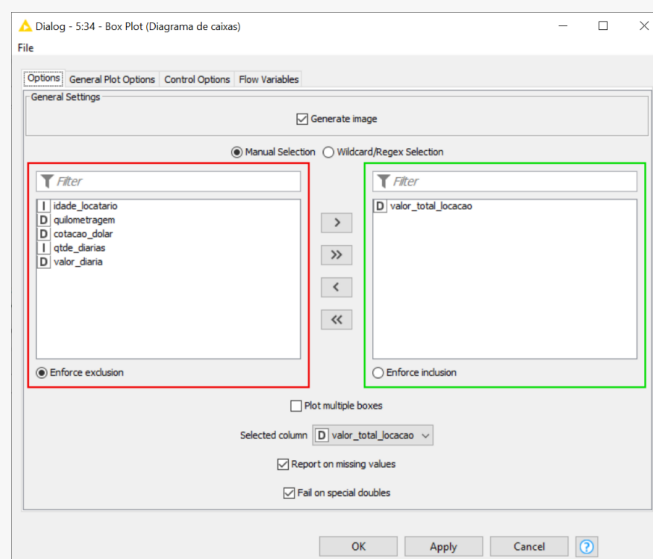 Dialog - 5:34 - Box Plot (Diagrama de caixas)
File
Options General Plot Options Control Options Flow Variables
General Settings
Generate image
Manual Selection Wildcard/Regex Selection
Filter Filter
I idade_locatario D valor_total_locacao
D quilometragem
D cotacao_dolar
I qtde_diarias
D valor_diaria
>
>>
<
<<
Enforce exclusion Enforce inclusion
Plot multiple boxes
Selected column D valor_total_locacao
Report on missing values
Fail on special doubles
OK Apply Cancel ?